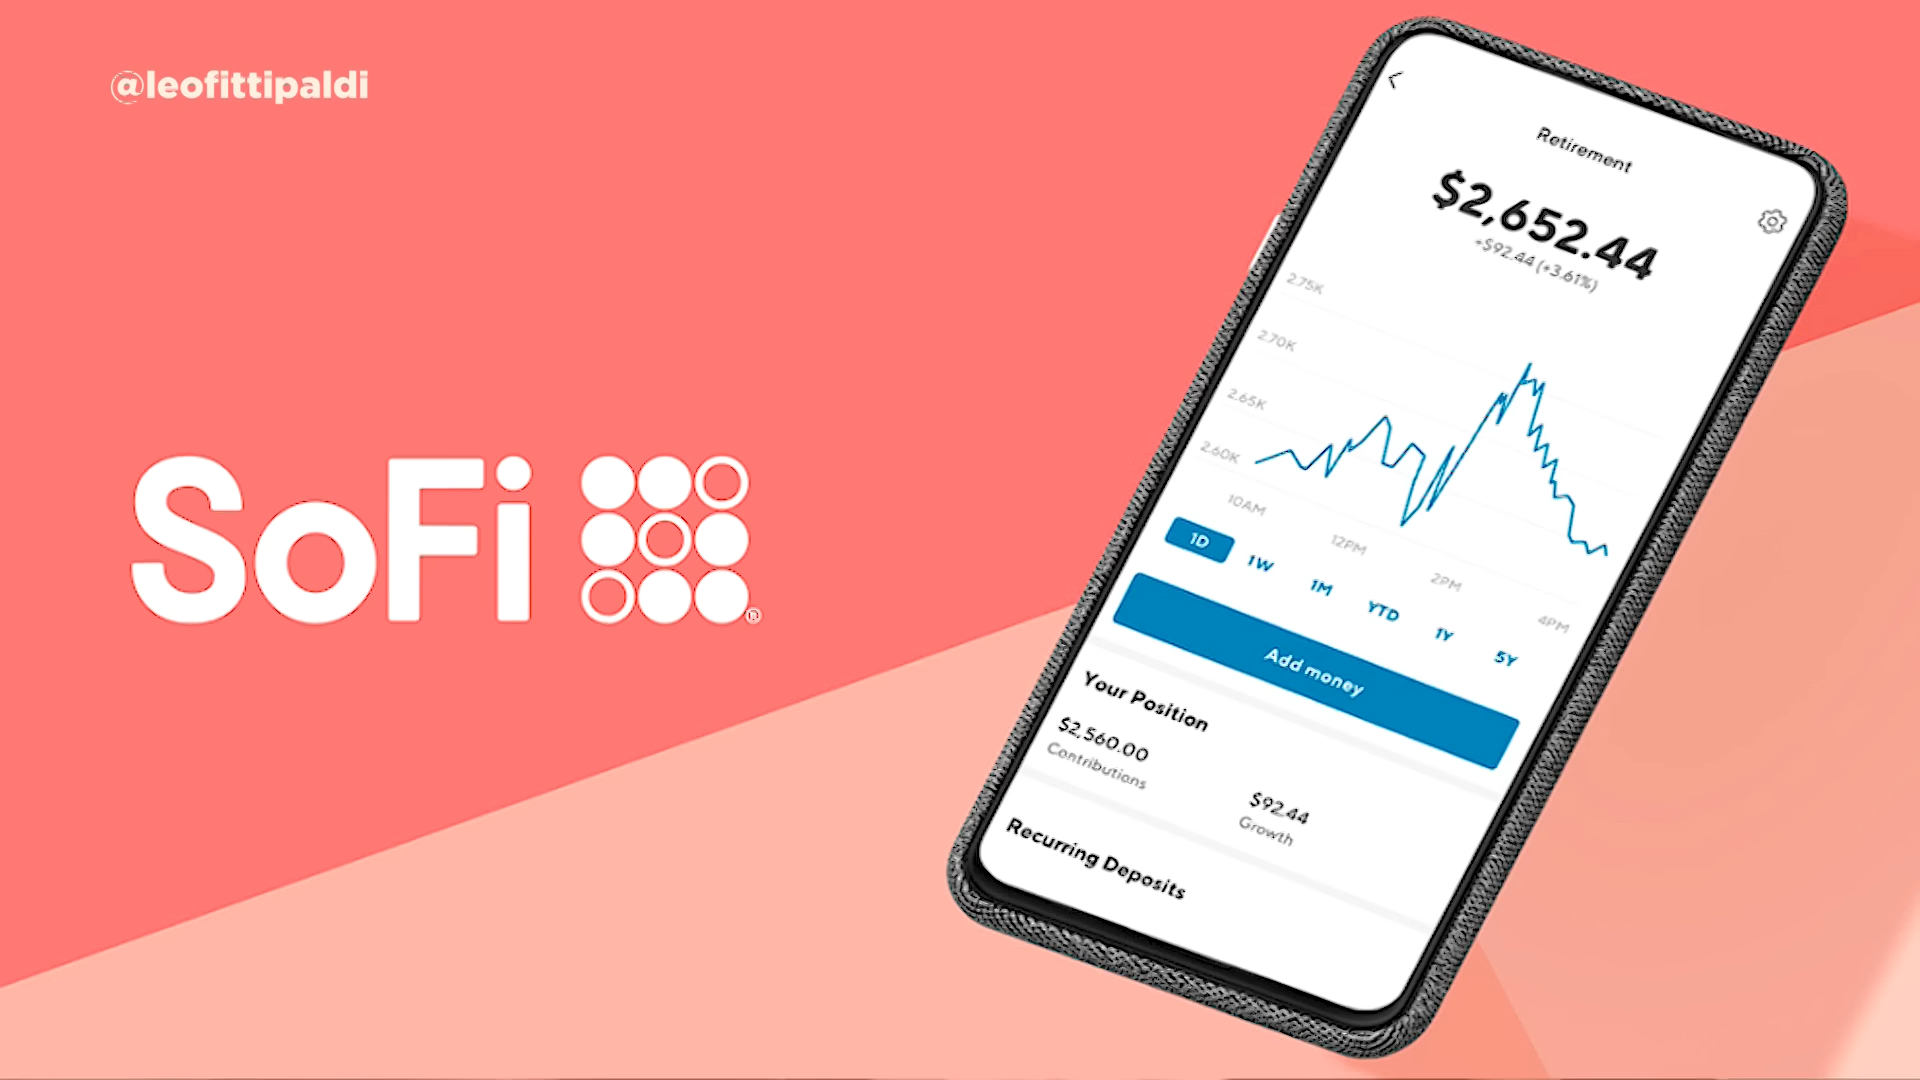 @leofittipaldi
SoFi
®
Retirement
$2,652.44
+$92.44 (+3.61%)
2.75K
2.70K
2.65K
2.60K
10AM
12PM
2PM
4PM
1D
1W
1M
YTD
1Y
5Y
Add money
Your Position
$2,560.00
Contributions
$92.44
Growth
Recurring Deposits